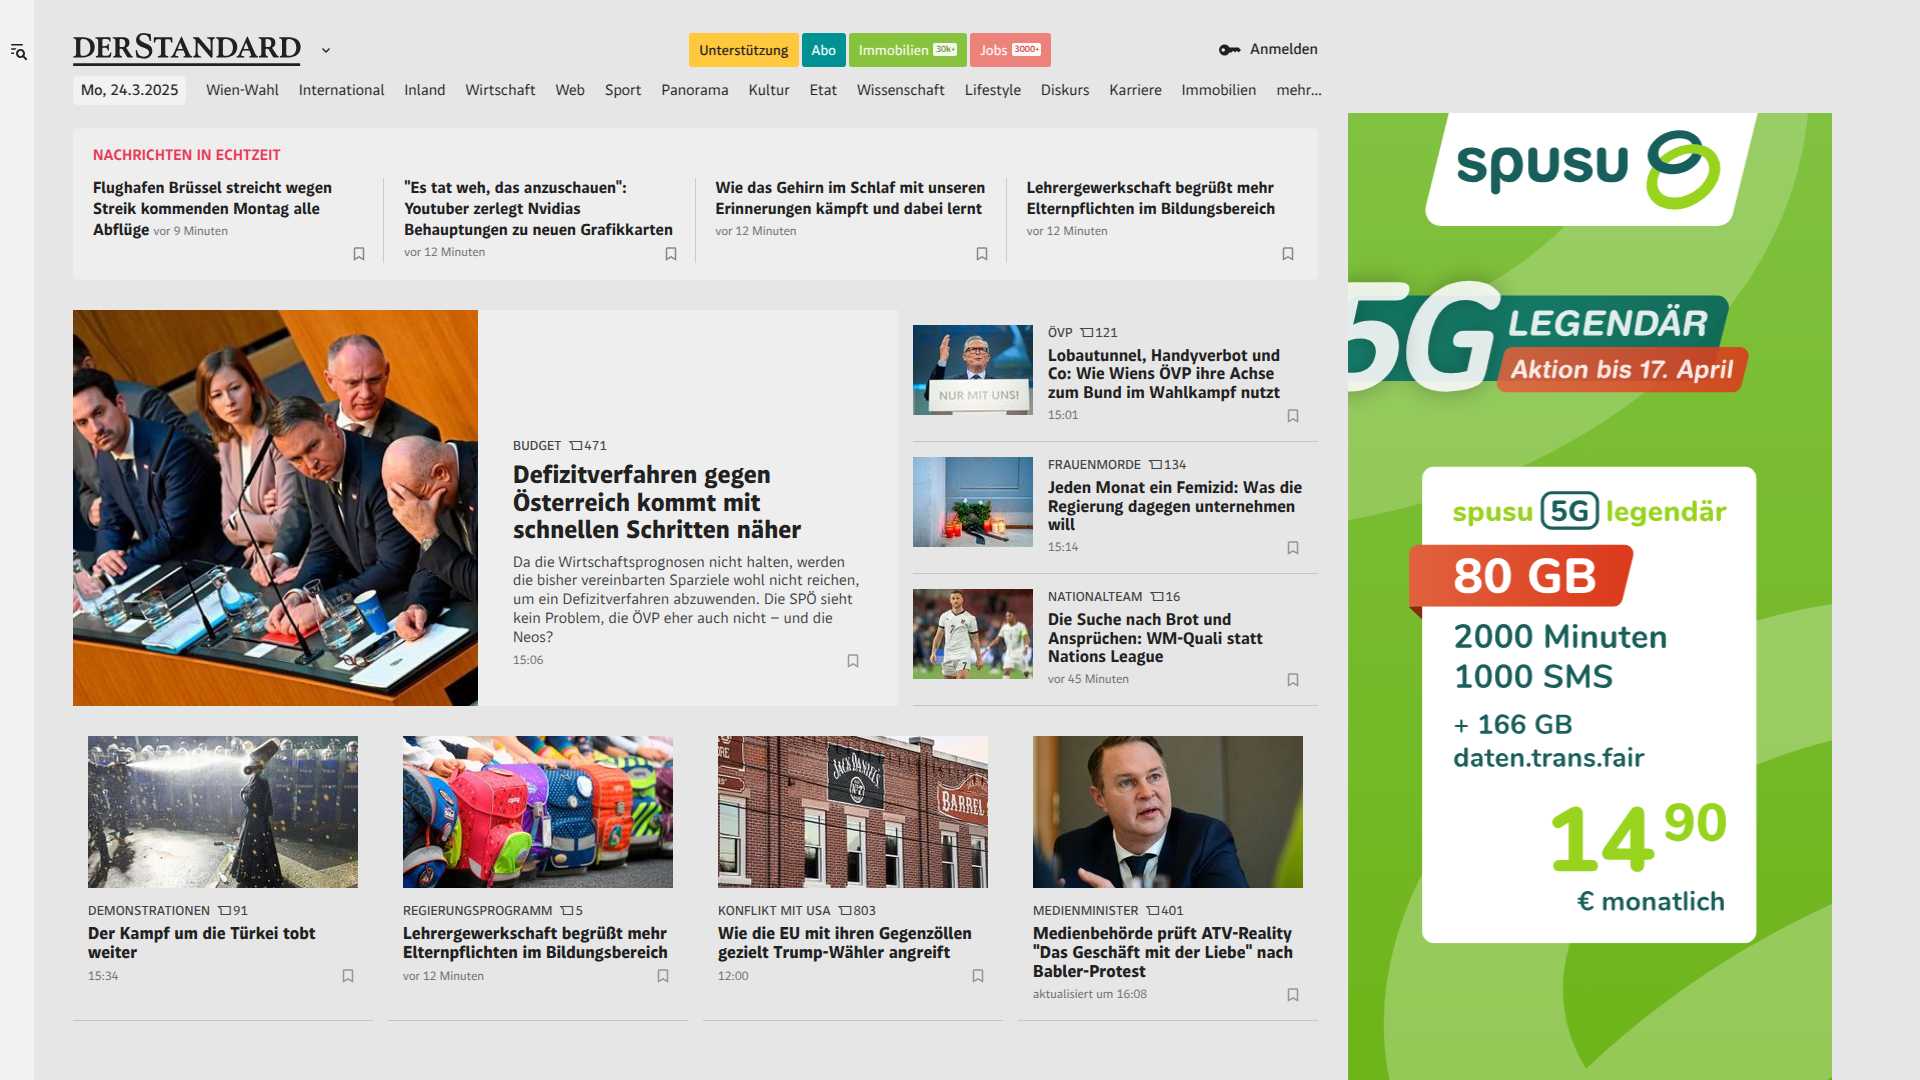 DERSTANDARD
Unterstützung
Abo
Immobilien 30k+
Jobs 3000+
Anmelden
Mo, 24.3.2025
Wien-Wahl
International
Inland
Wirtschaft
Web
Sport
Panorama
Kultur
Etat
Wissenschaft
Lifestyle
Diskurs
Karriere
Immobilien
mehr...
NACHRICHTEN IN ECHTZEIT
Flughafen Brüssel streicht wegen
Streik kommenden Montag alle
Abflüge vor 9 Minuten
"Es tat weh, das anzuschauen":
Youtuber zerlegt Nvidias
Behauptungen zu neuen Grafikkarten
vor 12 Minuten
Wie das Gehirn im Schlaf mit unseren
Erinnerungen kämpft und dabei lernt
vor 12 Minuten
Lehrergewerkschaft begrüßt mehr
Elternpflichten im Bildungsbereich
vor 12 Minuten
BUDGET 471
Defizitverfahren gegen
Österreich kommt mit
schnellen Schritten näher
Da die Wirtschaftsprognosen nicht halten, werden
die bisher vereinbarten Sparziele wohl nicht reichen,
um ein Defizitverfahren abzuwenden. Die SPÖ sieht
kein Problem, die ÖVP eher auch nicht – und die
Neos?
15:06
NUR MIT UNS!
ÖVP 121
Lobautunnel, Handyverbot und
Co: Wie Wiens ÖVP ihre Achse
zum Bund im Wahlkampf nutzt
15:01
FRAUENMORDE 134
Jeden Monat ein Femizid: Was die
Regierung dagegen unternehmen
will
15:14
NATIONALTEAM 16
Die Suche nach Brot und
Ansprüchen: WM-Quali statt
Nations League
vor 45 Minuten
DEMONSTRATIONEN 91
Der Kampf um die Türkei tobt
weiter
15:34
REGIERUNGSPROGRAMM 5
Lehrergewerkschaft begrüßt mehr
Elternpflichten im Bildungsbereich
vor 12 Minuten
JACK DANIEL'S
BARREL
KONFLIKT MIT USA 803
Wie die EU mit ihren Gegenzöllen
gezielt Trump-Wähler angreift
12:00
MEDIENMINISTER 401
Medienbehörde prüft ATV-Reality
"Das Geschäft mit der Liebe" nach
Babler-Protest
aktualisiert um 16:08
spusu
5G LEGENDÄR
Aktion bis 17. April
spusu 5G legendär
80 GB
2000 Minuten
1000 SMS
+ 166 GB
daten.trans.fair
14 90
€ monatlich